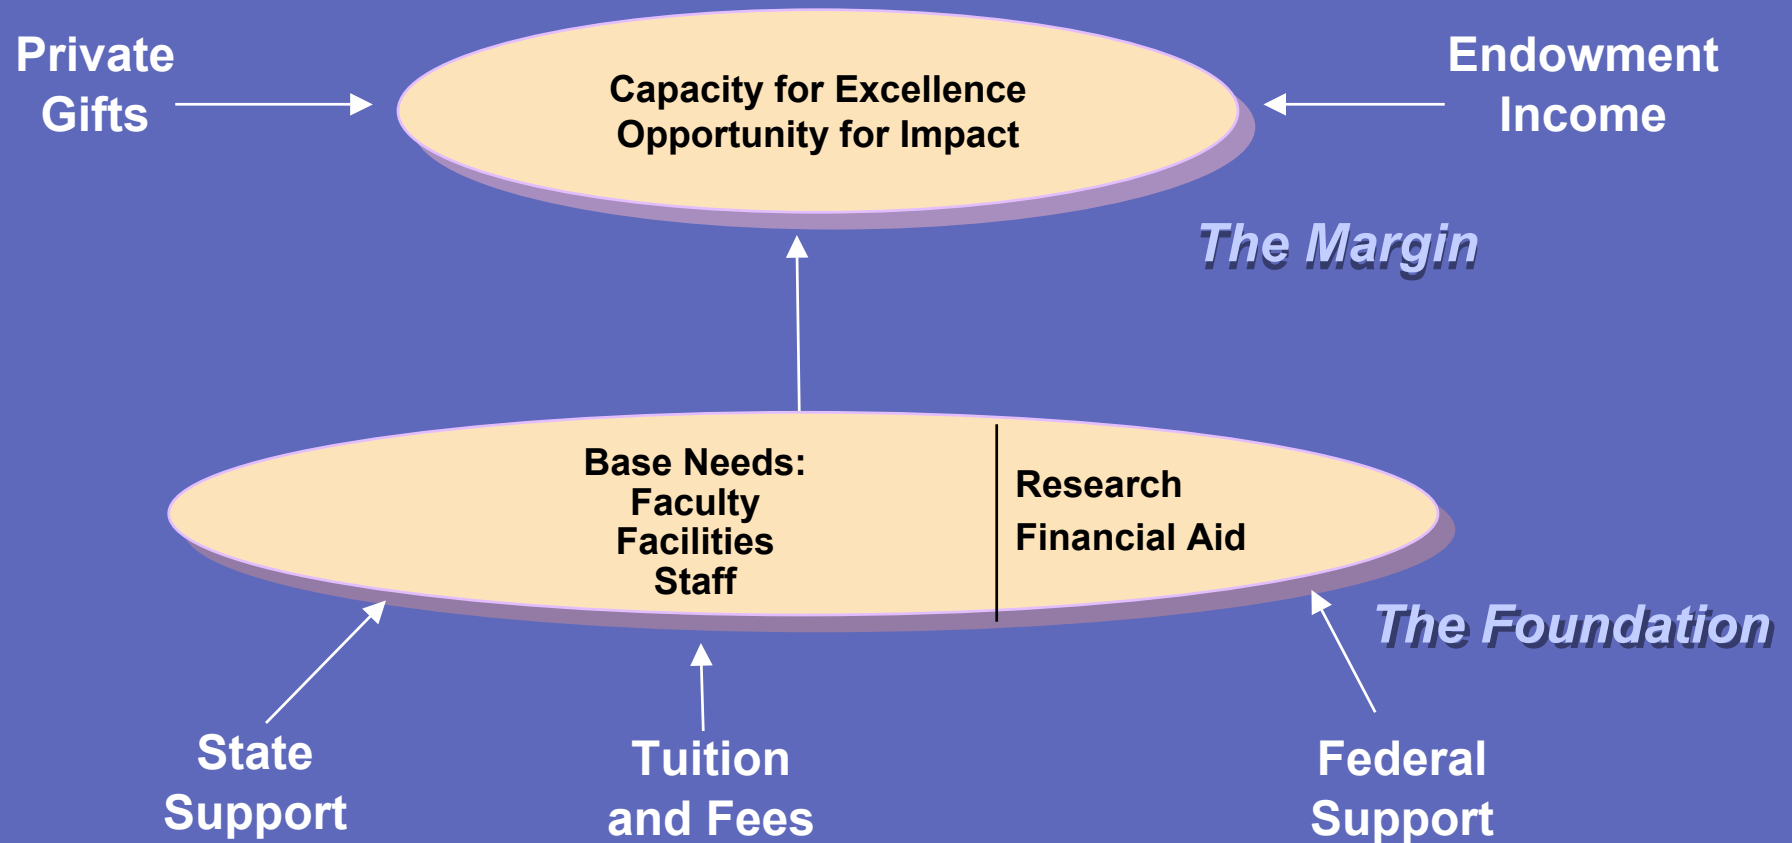 Private
Gifts
Capacity for Excellence
Opportunity for Impact
Endowment
Income
The Margin
Base Needs:
Faculty
Facilities
Staff
Research
Financial Aid
The Foundation
State
Support
Tuition
and Fees
Federal
Support